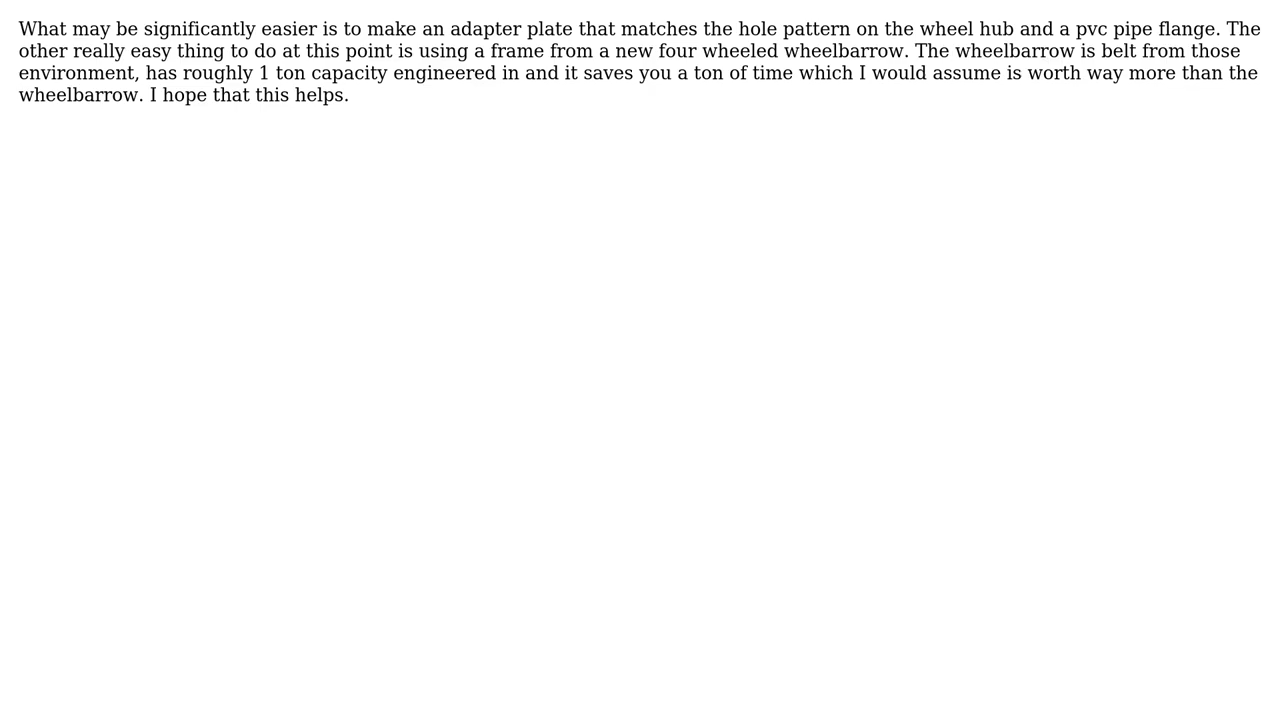 What may be significantly easier is to make an adapter plate that matches the hole pattern on the wheel hub and a pvc pipe flange. The
other really easy thing to do at this point is using a frame from a new four wheeled wheelbarrow. The wheelbarrow is belt from those
environment, has roughly 1 ton capacity engineered in and it saves you a ton of time which I would assume is worth way more than the
wheelbarrow. I hope that this helps.